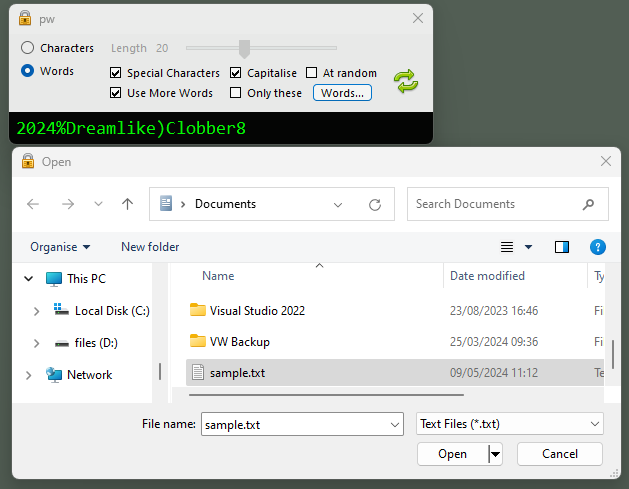 pw
Characters Length 20
Words Special Characters Capitalise At random
Use More Words Only these Words...
2024%Dreamlike)Clobber8
Open
Documents Search Documents
Organise New folder
Name Date modified Ty
This PC
Local Disk (C:) Visual Studio 2022 23/08/2023 16:46 Fi
files (D:) VW Backup 25/03/2024 09:36 Fi
Network sample.txt 09/05/2024 11:12 Te
File name: sample.txt Text Files (*.txt)
Open Cancel